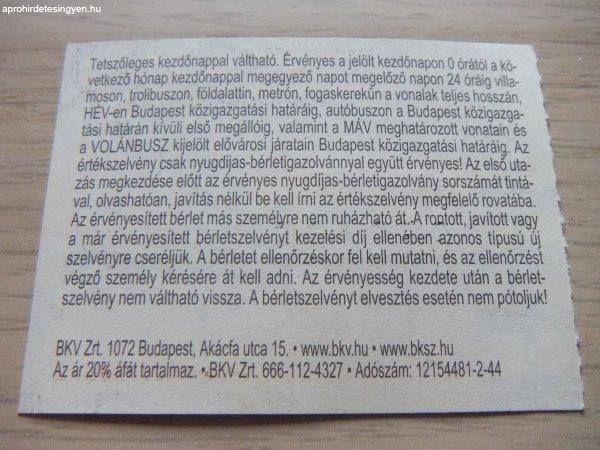 aprohirdetesingyen.hu
Tetszőleges kezdőnappal váltható. Érvényes a jelölt kezdőnapon 0 órától a kö-
vetkező hónap kezdőnappal megegyező napot megelőző napon 24 óráig villa-
moson, trolibuszon, földalattin, metrón, fogaskerekűn a vonalak teljes hosszán,
HÉV-en Budapest közigazgatási határáig, autóbuszon a Budapest közigazga-
tási határán kívüli első megállóig, valamint a MÁV meghatározott vonatain és
a VOLÁNBUSZ kijelölt elővárosi járatain Budapest közigazgatási határáig. Az
értékszelvény csak nyugdijas-bérletigazolvánnyal együtt érvényes! Az első uta-
zás megkezdése előtt az érvényes nyugdíjas-bérletigazolvány sorszámát tintá-
val, olvashatóan, javítás nélkül be kell írni az értékszelvény megfelelő rovatába.
Az érvényesített bérlet más személyre nem ruházható át. A rontott, javított vagy
a már érvényesített bérletszelvényt kezelési díj ellenében azonos típusú új
szelvényre cseréljük. A bérletet ellenőrzéskor fel kell mutatni, és az ellenőrzést
végző személy kérésére át kell adni. Az érvényesség kezdete után a bérlet-
szelvény nem váltható vissza. A bérletszelvényt elvesztés esetén nem pótoljuk!
BKV Zrt. 1072 Budapest, Akácfa utca 15. • www.bkv.hu • www.bksz.hu
Az ár 20% áfát tartalmaz. • BKV Zrt. 666-112-4327 • Adószám: 12154481-2-44